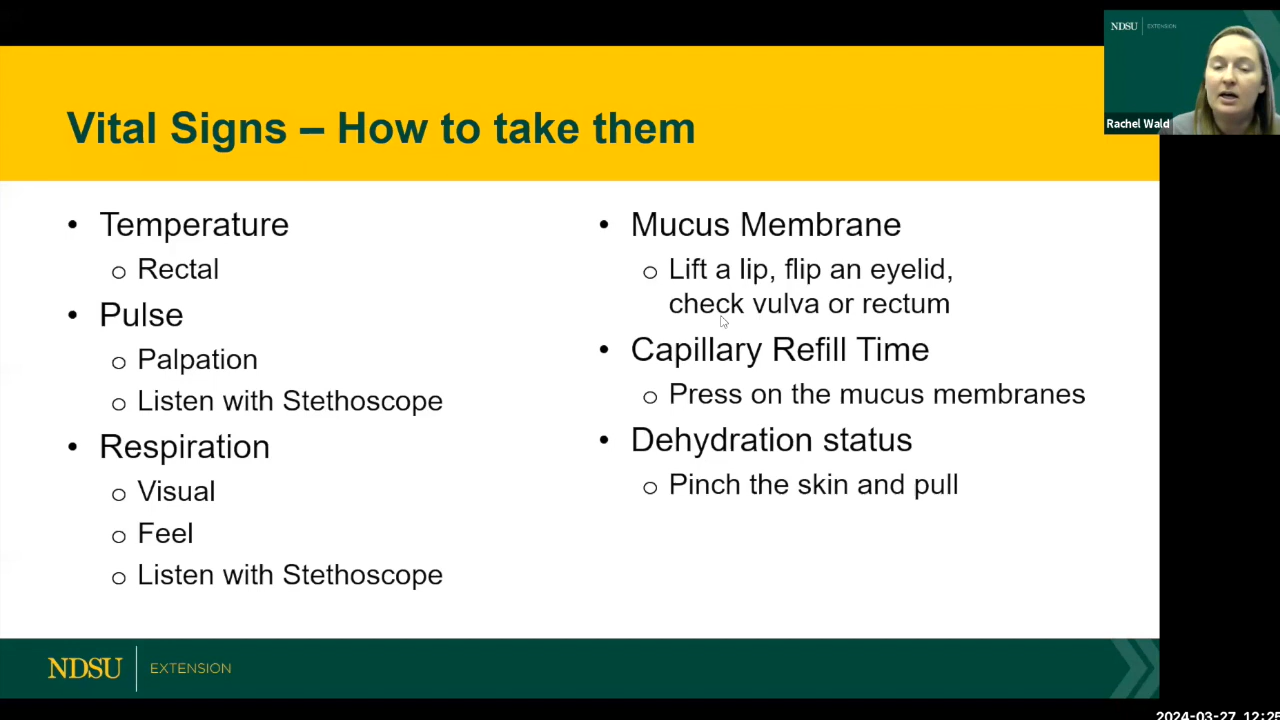 NDSU EXTENSION
Rachel Wald
Vital Signs – How to take them
• Temperature
o Rectal
• Pulse
o Palpation
o Listen with Stethoscope
• Respiration
o Visual
o Feel
o Listen with Stethoscope
• Mucus Membrane
o Lift a lip, flip an eyelid,
check vulva or rectum
• Capillary Refill Time
o Press on the mucus membranes
• Dehydration status
o Pinch the skin and pull
NDSU EXTENSION
2024-03-27